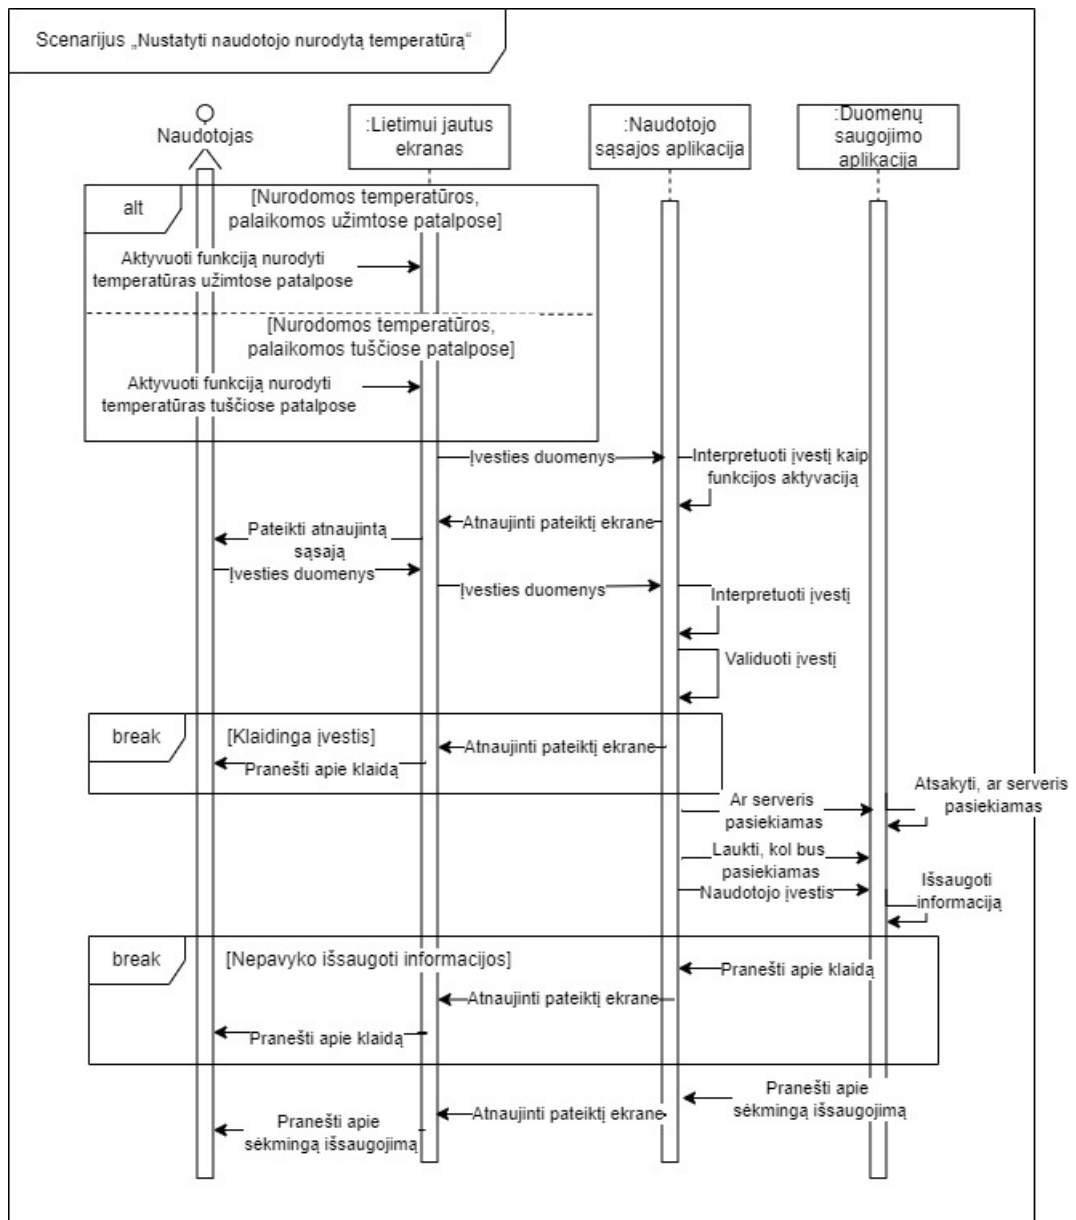 Scenarijus „Nustatyti naudotojo nurodytą temperatūrą“
Naudotojas
:Lietimui jautus
ekranas
:Naudotojo
sąsajos aplikacija
:Duomenų
saugojimo
aplikacija
alt
[Nurodomos temperatūros,
palaikomos užimtose patalpose]
Aktyvuoti funkciją nurodyti
temperatūras užimtose patalpose
[Nurodomos temperatūros,
palaikomos tuščiose patalpose]
Aktyvuoti funkciją nurodyti
temperatūras tuščiose patalpose
Įvesties duomenys
Interpretuoti įvestį kaip
funkcijos aktyvaciją
Atnaujinti pateiktį ekrane
Pateikti atnaujintą
sąsają
Įvesties duomenys
Įvesties duomenys
Interpretuoti įvestį
Validuoti įvestį
break
[Klaidinga įvestis]
Atnaujinti pateiktį ekrane
Pranešti apie klaidą
Ar serveris
pasiekiamas
Atsakyti, ar serveris
pasiekiamas
Laukti, kol bus
pasiekiamas
Naudotojo įvestis
Išsaugoti
informaciją
break
[Nepavyko išsaugoti informacijos]
Pranešti apie klaidą
Atnaujinti pateiktį ekrane
Pranešti apie klaidą
Pranešti apie
sėkmingą išsaugojimą
Atnaujinti pateiktį ekrane
Pranešti apie
sėkmingą išsaugojimą